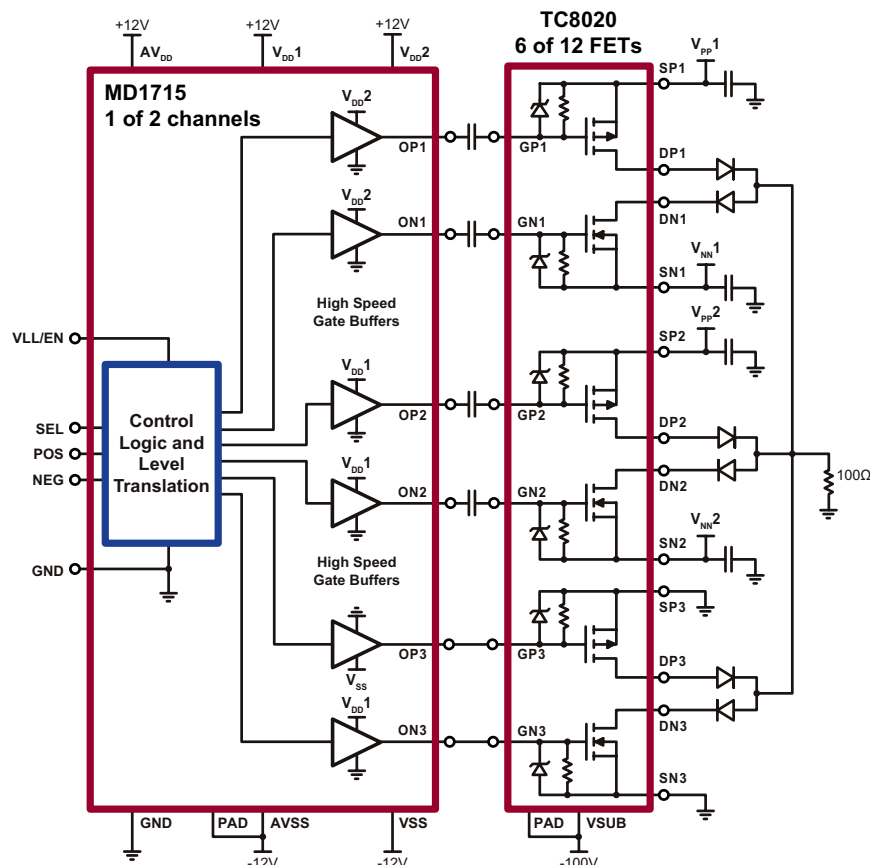 TC8020
6 of 12 FETs
+12V
+12V
+12V
AVDD
VDD1
VDD2
MD1715
1 of 2 channels
VDD2
OP1
GP1
SP1
VPP1
DP1
VDD2
ON1
GN1
DN1
SN1
VNN1
High Speed
Gate Buffers
VLL/EN
SEL
POS
NEG
GND
Control
Logic and
Level
Translation
VDD1
OP2
GP2
SP2
VPP2
DP2
VDD1
ON2
GN2
DN2
SN2
VNN2
100Ω
High Speed
Gate Buffers
OP3
VSS
GP3
SP3
DP3
VDD1
ON3
GN3
DN3
SN3
GND
PAD
AVSS
VSS
PAD
VSUB
-12V
-12V
-100V